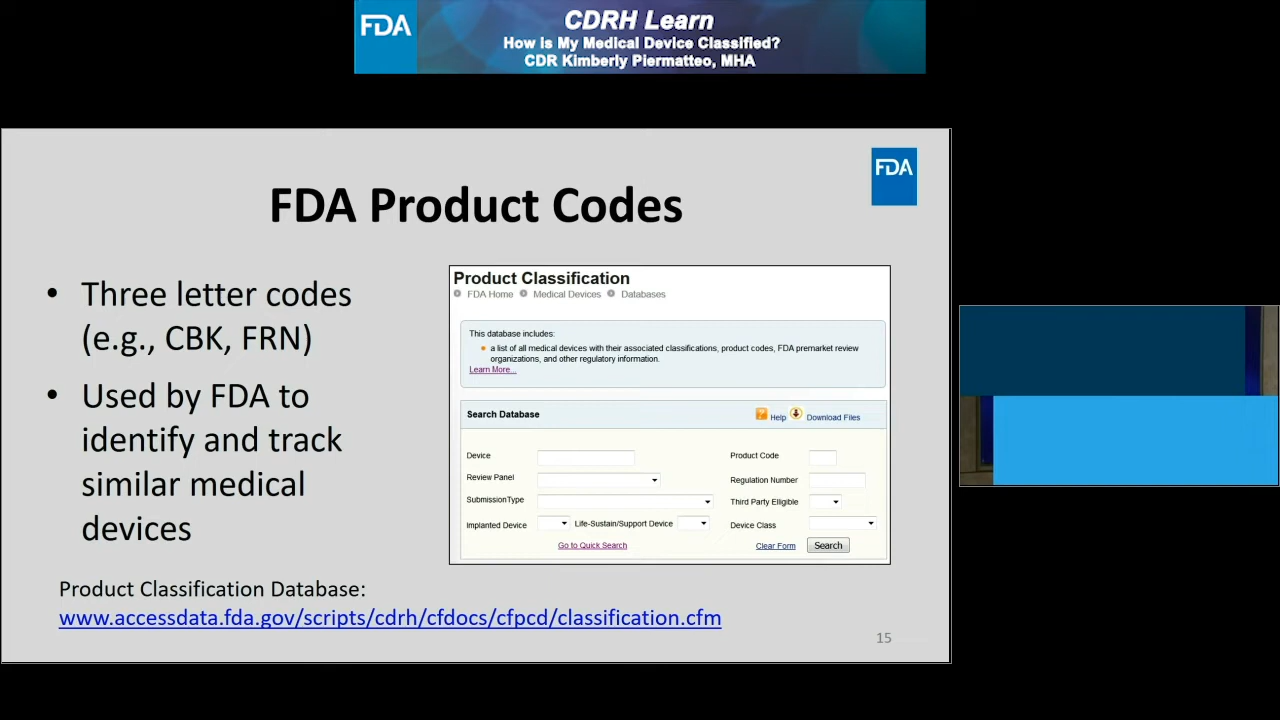 FDA
CDRH Learn
How is My Medical Device Classified?
CDR Kimberly Piermatteo, MHA
FDA
FDA Product Codes
• Three letter codes
(e.g., CBK, FRN)
• Used by FDA to
identify and track
similar medical
devices
Product Classification
FDA Home Medical Devices Databases
This database includes:
a list of all medical devices with their associated classifications, product codes, FDA premarket review
organizations, and other regulatory information.
Learn More...
Search Database Help Download Files
Device Product Code
Review Panel Regulation Number
SubmissionType Third Party Eligible
Implanted Device Life-Sustain/Support Device Device Class
Go to Quick Search Clear Form Search
Product Classification Database:
www.accessdata.fda.gov/scripts/cdrh/cfdocs/cfpcd/classification.cfm
15